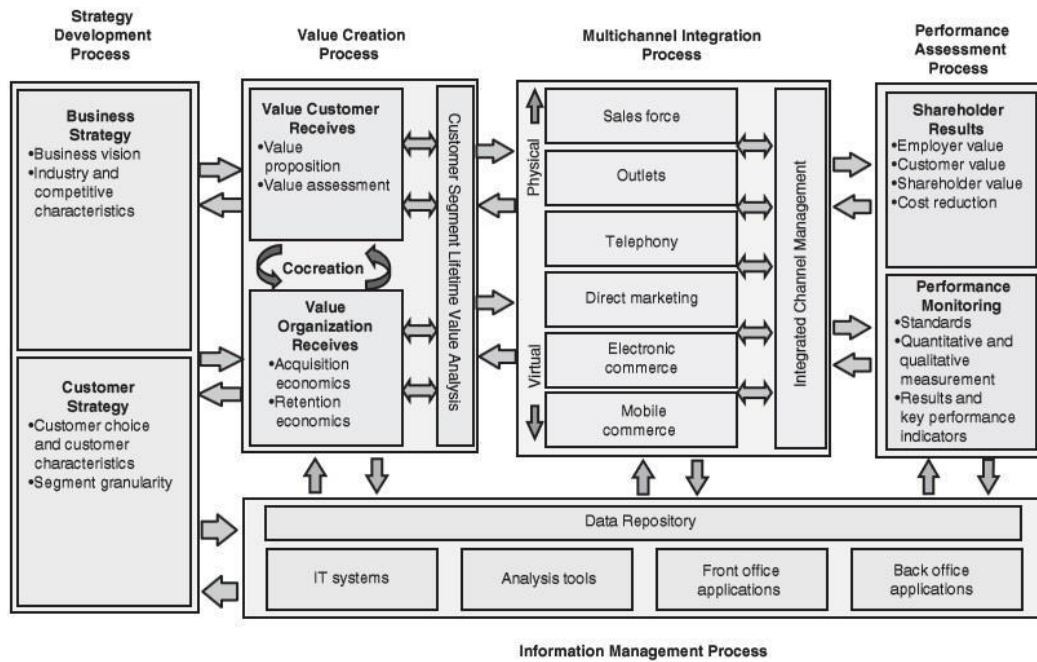 Strategy
Development
Process
Value Creation
Process
Multichannel Integration
Process
Performance
Assessment
Process
Business
Strategy
•Business vision
•Industry and
competitive
characteristics
Customer
Strategy
•Customer choice
and customer
characteristics
•Segment granularity
Value Customer
Receives
•Value
proposition
•Value assessment
Cocreation
Value
Organization
Receives
•Acquisition
economics
•Retention
economics
Customer Segment Lifetime Value Analysis
Physical
Virtual
Sales force
Outlets
Telephony
Direct marketing
Electronic
commerce
Mobile
commerce
Integrated Channel Management
Shareholder
Results
•Employer value
•Customer value
•Shareholder value
•Cost reduction
Performance
Monitoring
•Standards
•Quantitative and
qualitative
measurement
•Results and
key performance
indicators
Data Repository
IT systems
Analysis tools
Front office
applications
Back office
applications
Information Management Process